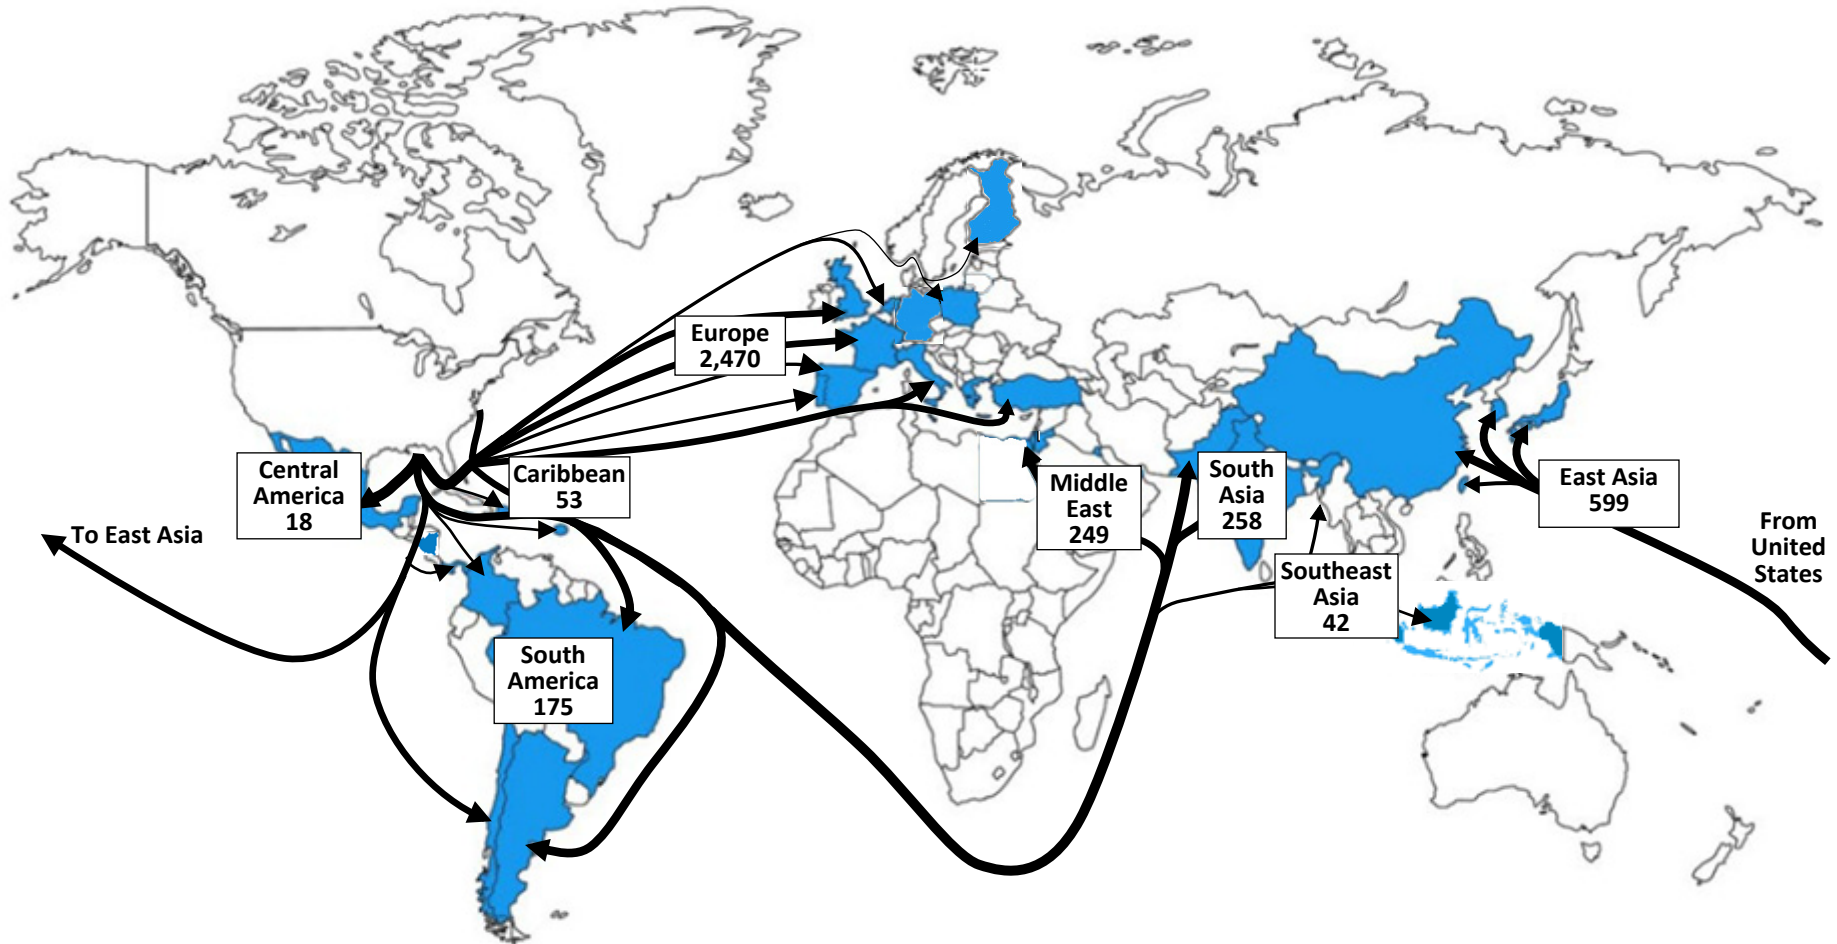 Europe
2,470
Central
America
18
Caribbean
53
Middle
East
249
South
Asia
258
East Asia
599
To East Asia
From
United
States
Southeast
Asia
42
South
America
175